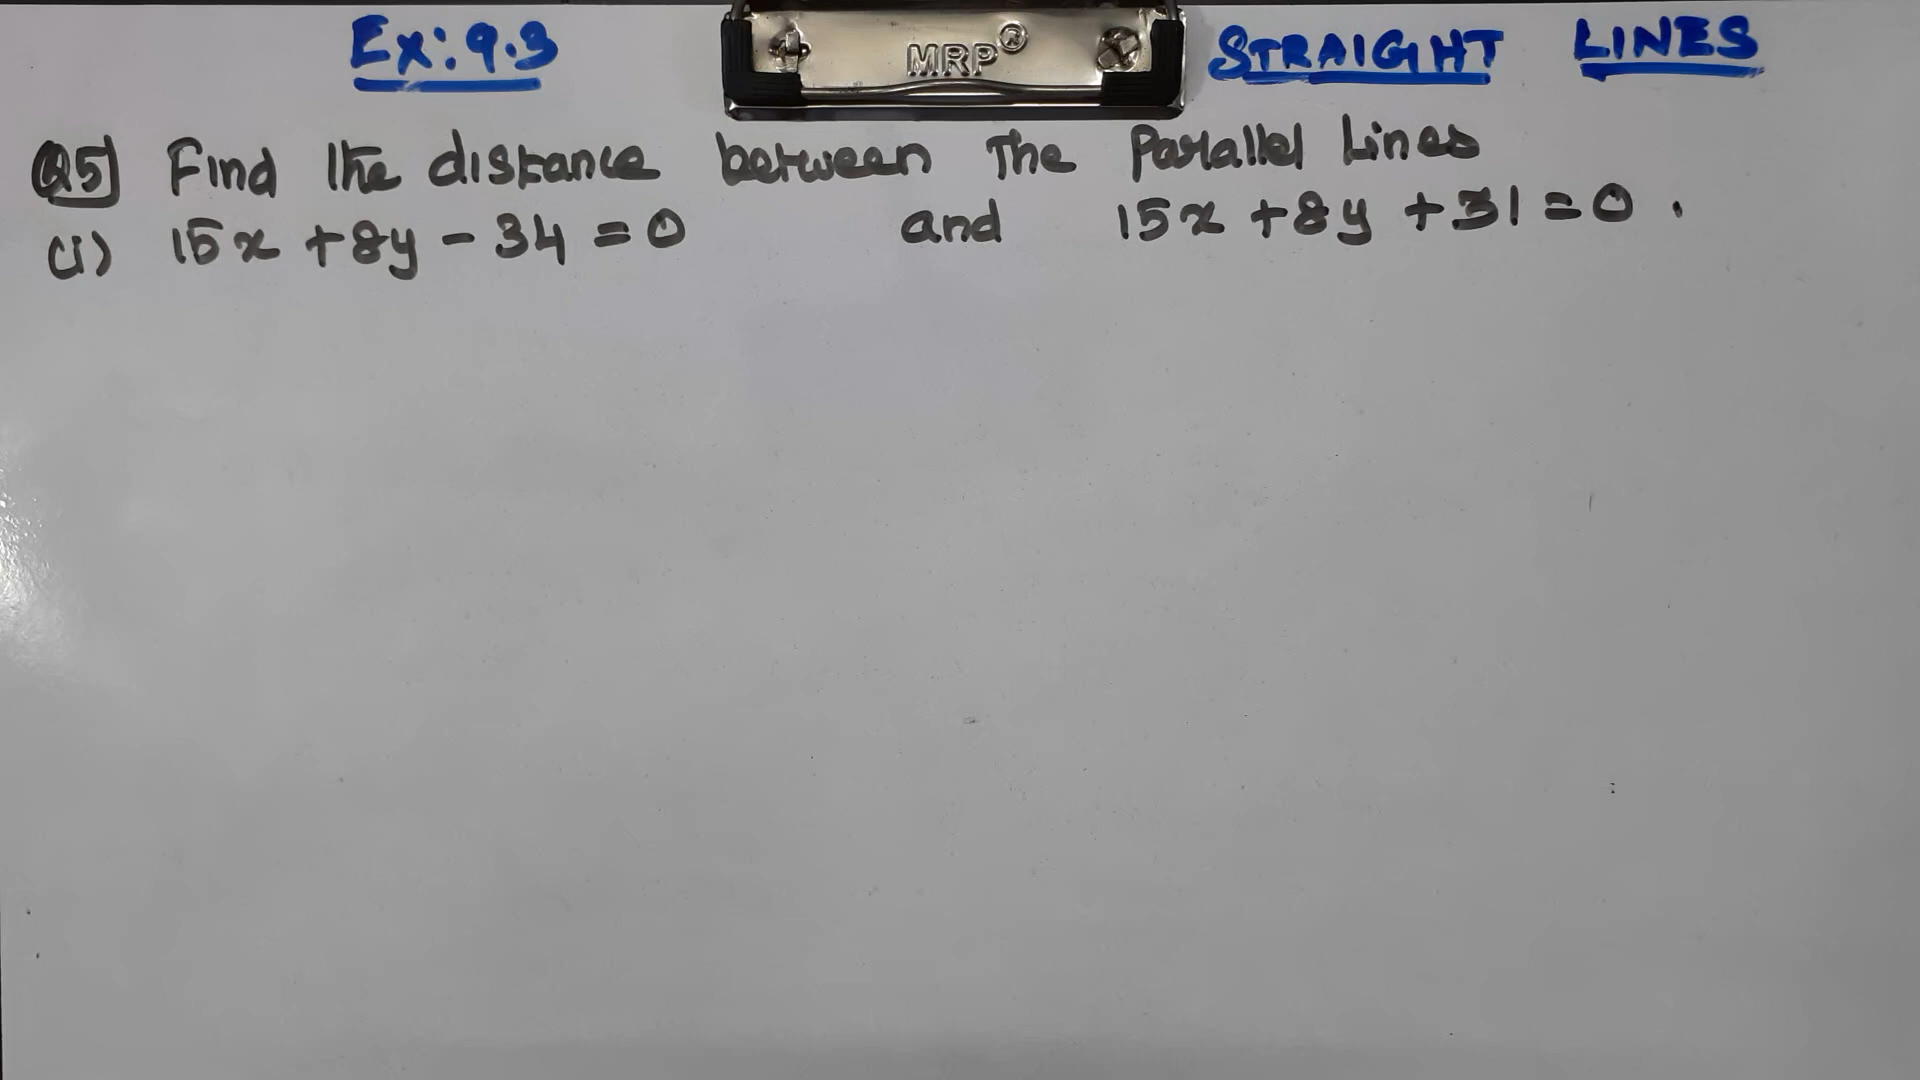 Ex: 9.3
MRP®
STRAIGHT LINES
Q5] Find the distance between The Parallel Lines
(i) 15x + 8y - 34 = 0 and 15x + 8y + 31 = 0.